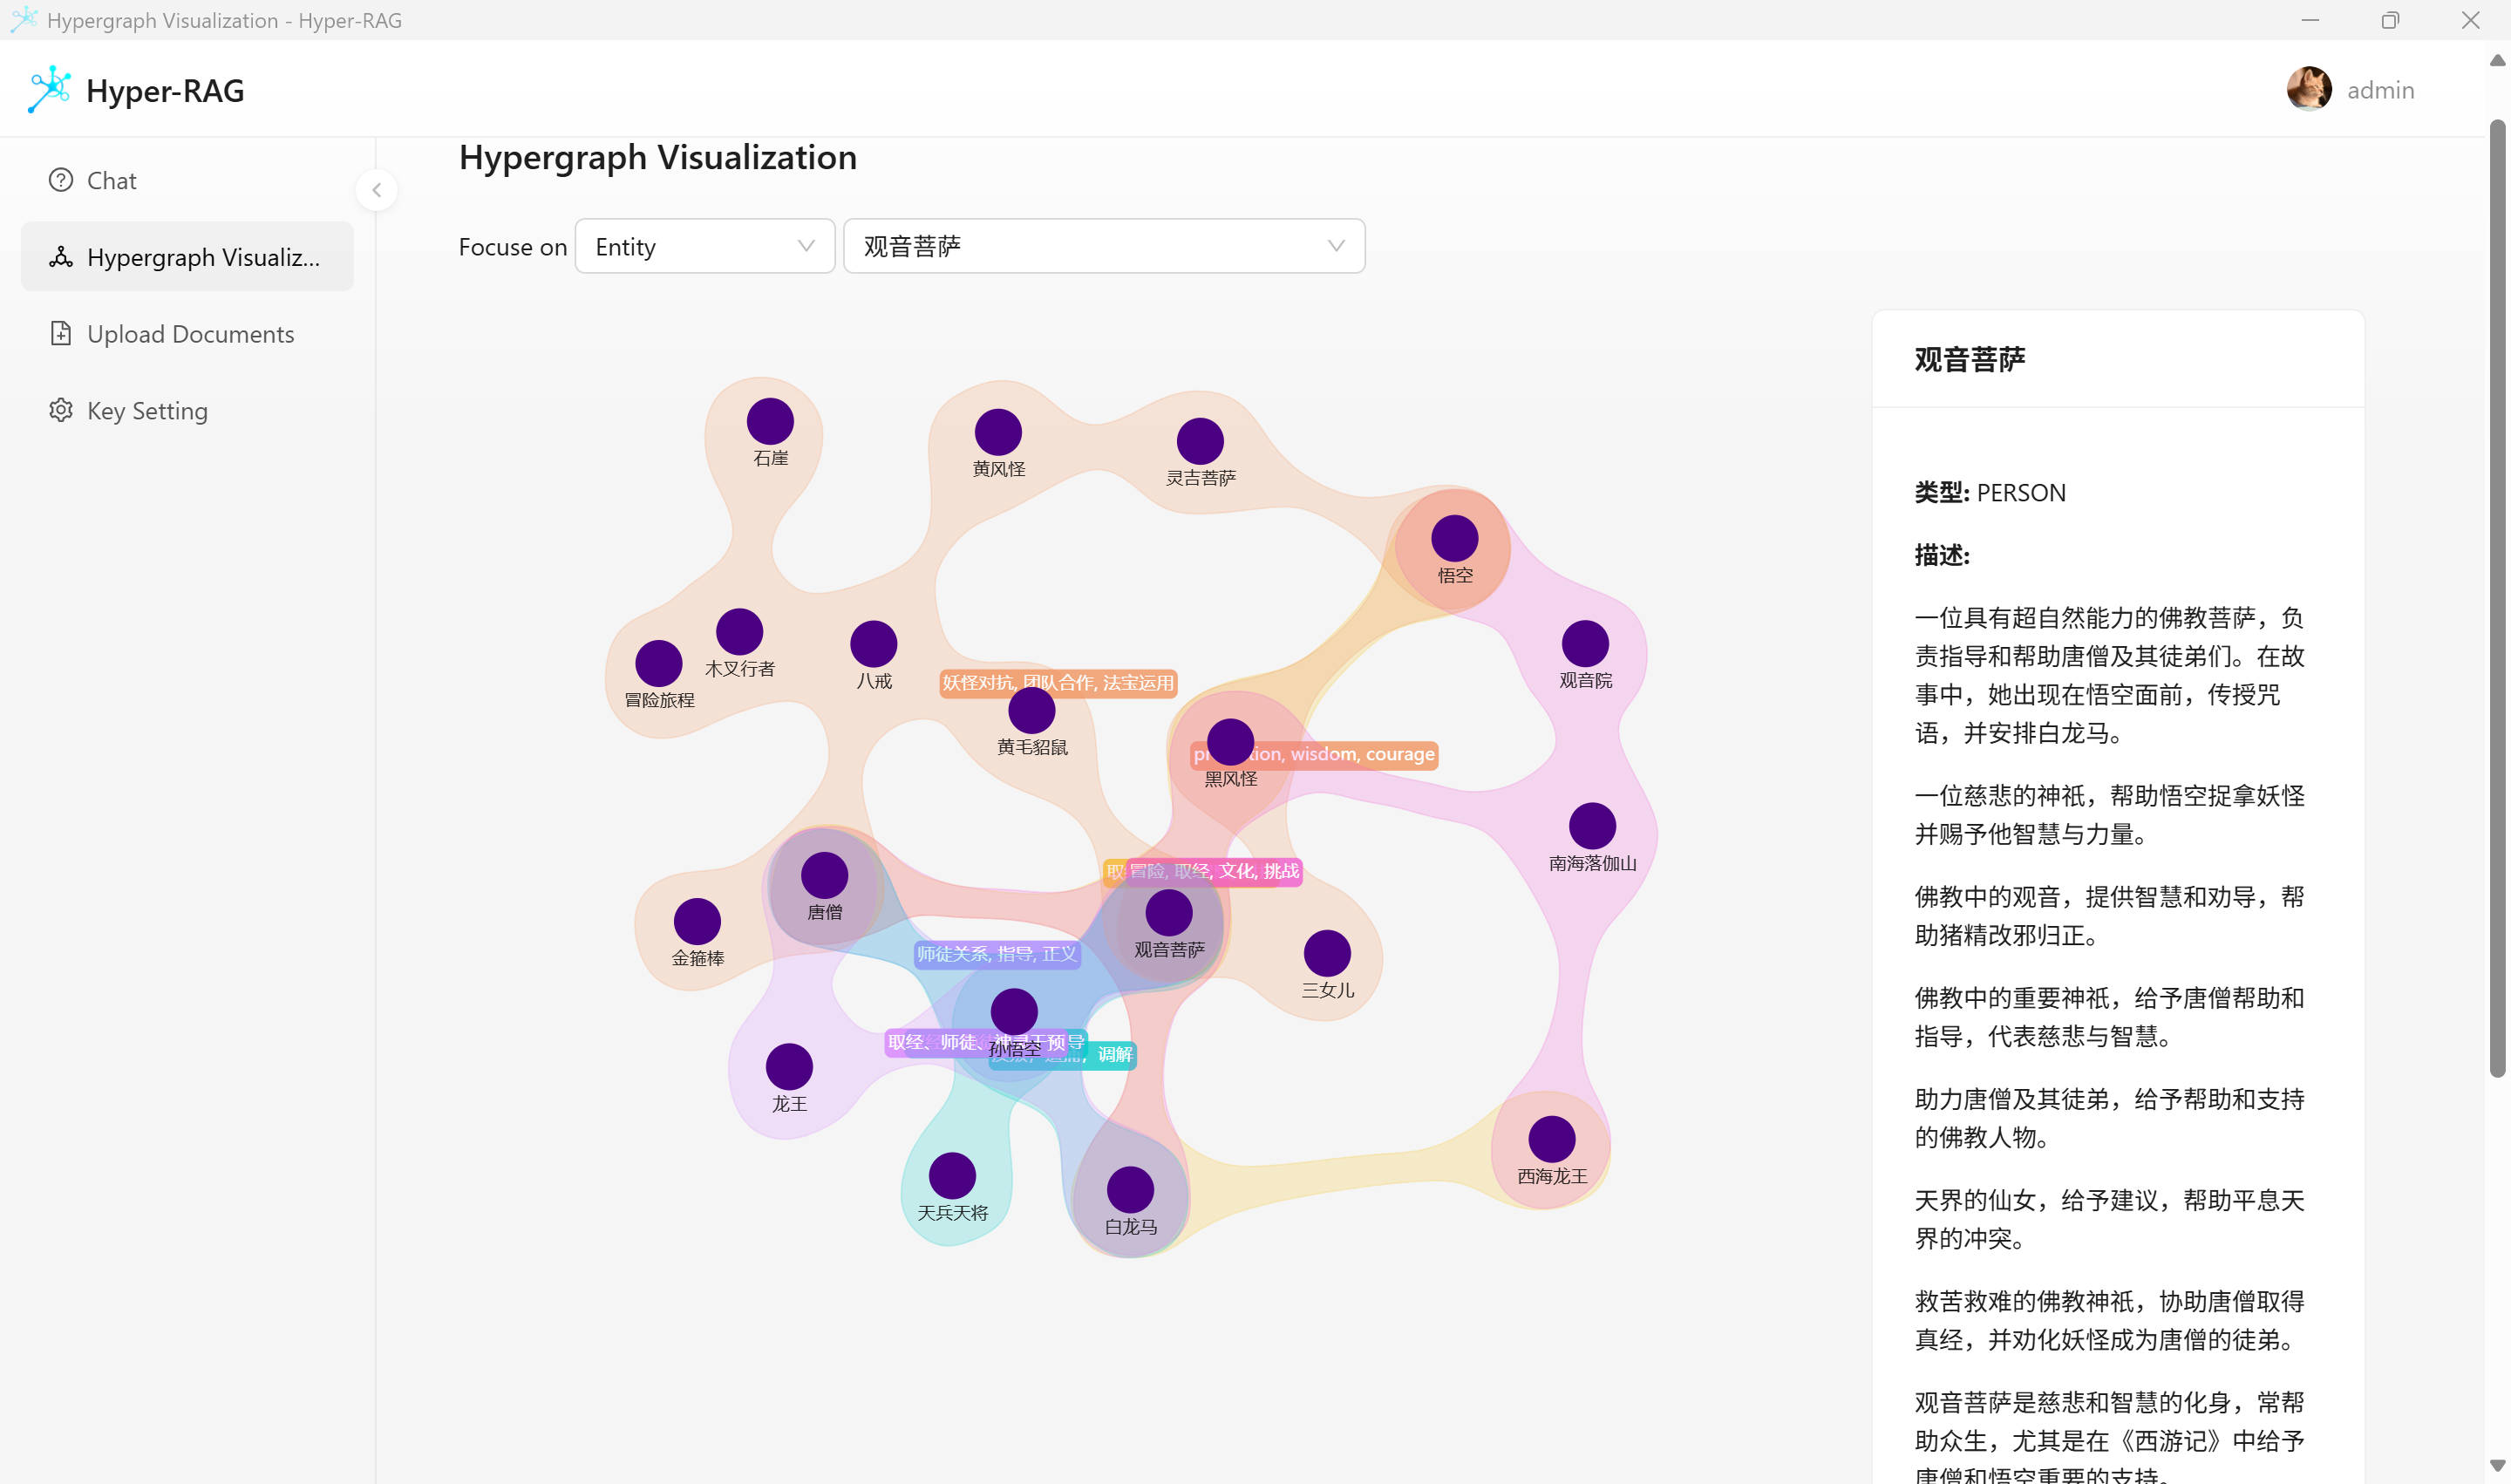 Hypergraph Visualization - Hyper-RAG
Hyper-RAG
admin
Chat
Hypergraph Visualiz...
Upload Documents
Key Setting
Hypergraph Visualization
Focuse on
Entity
观音菩萨
石崖
黄风怪
灵吉菩萨
悟空
木叉行者
冒险旅程
八戒
观音院
妖怪对抗, 团队合作, 法宝运用
黄毛貂鼠
wisdom, courage
黑风怪
南海落伽山
冒险, 取经, 文化, 挑战
唐僧
金箍棒
师徒关系, 指导, 正义
观音菩萨
三女儿
取经、师徒、
孙悟空
调解
龙王
天兵天将
白龙马
西海龙王
观音菩萨
类型: PERSON
描述:
一位具有超自然能力的佛教菩萨，负
责指导和帮助唐僧及其徒弟们。在故
事中，她出现在悟空面前，传授咒
语，并安排白龙马。
一位慈悲的神祇，帮助悟空捉拿妖怪
并赐予他智慧与力量。
佛教中的观音，提供智慧和劝导，帮
助猪精改邪归正。
佛教中的重要神祇，给予唐僧帮助和
指导，代表慈悲与智慧。
助力唐僧及其徒弟，给予帮助和支持
的佛教人物。
天界的仙女，给予建议，帮助平息天
界的冲突。
救苦救难的佛教神祇，协助唐僧取得
真经，并劝化妖怪成为唐僧的徒弟。
观音菩萨是慈悲和智慧的化身，常帮
助众生，尤其是在《西游记》中给予
唐僧和悟空重要的支持。